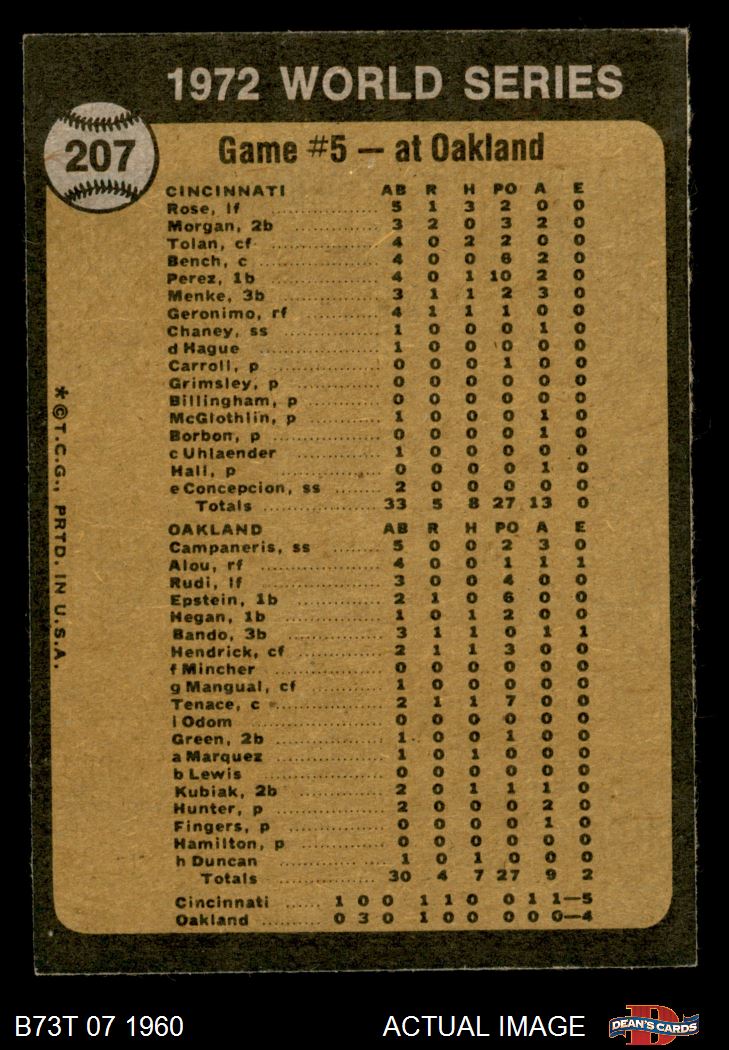 1972 WORLD SERIES
207
Game #5 — at Oakland
CINCINNATI AB R H PO A E
Rose, lf 5 1 3 2 0 0
Morgan, 2b 3 2 0 3 2 0
Tolan, cf 4 0 2 2 0 0
Bench, c 4 0 0 6 2 0
Perez, 1b 4 0 1 10 2 0
Menke, 3b 3 1 1 2 3 0
Geronimo, rf 4 1 1 1 0 0
Chaney, ss 1 0 0 0 1 0
d Hague 1 0 0 0 0 0
Carroll, p 0 0 0 1 0 0
Grimsley, p 0 0 0 0 0 0
Billingham, p 0 0 0 0 0 0
McGlothlin, p 1 0 0 0 1 0
Borbon, p 0 0 0 0 1 0
c Uhlaender 1 0 0 0 0 0
Hall, p 0 0 0 0 1 0
e Concepcion, ss 2 0 0 0 0 0
Totals 33 5 8 27 13 0
OAKLAND AB R H PO A E
Campaneris, ss 5 0 0 2 3 0
Alou, rf 4 0 0 1 1 1
Rudi, lf 3 0 0 4 0 0
Epstein, 1b 2 1 0 6 0 0
Hegan, 1b 1 0 1 2 0 0
Bando, 3b 3 1 1 0 1 1
Hendrick, cf 2 1 1 3 0 0
f Mincher 0 0 0 0 0 0
g Mangual, cf 1 0 0 0 0 0
Tenace, c 2 1 1 7 0 0
i Odom 0 0 0 0 0 0
Green, 2b 1 0 0 1 0 0
a Marquez 1 0 1 0 0 0
b Lewis 0 0 0 0 0 0
Kubiak, 2b 2 0 1 1 1 0
Hunter, p 2 0 0 0 2 0
Fingers, p 0 0 0 0 1 0
Hamilton, p 0 0 0 0 0 0
h Duncan 1 0 1 0 0 0
Totals 30 4 7 27 9 2
Cincinnati 1 0 0 1 1 0 0 1 1—5
Oakland 0 3 0 1 0 0 0 0 0—4
*©T.C.G., PRTD. IN U.S.A.
B73T 07 1960
ACTUAL IMAGE
D
DEAN'S CARDS